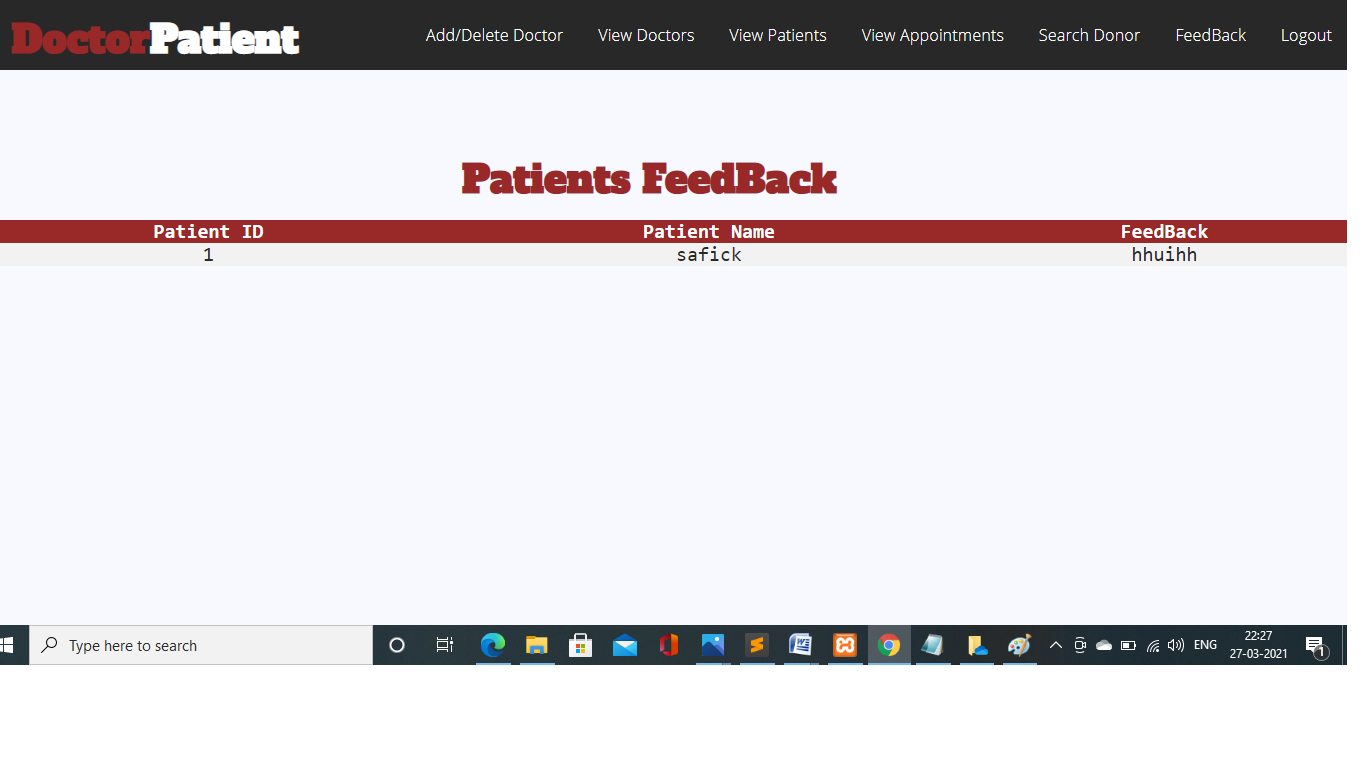 DoctorPatient Add/Delete Doctor View Doctors View Patients View Appointments Search Donor FeedBack Logout
Patients FeedBack
Patient ID Patient Name FeedBack
1 safick hhuihh
Type here to search ENG 22:27
27-03-2021 1